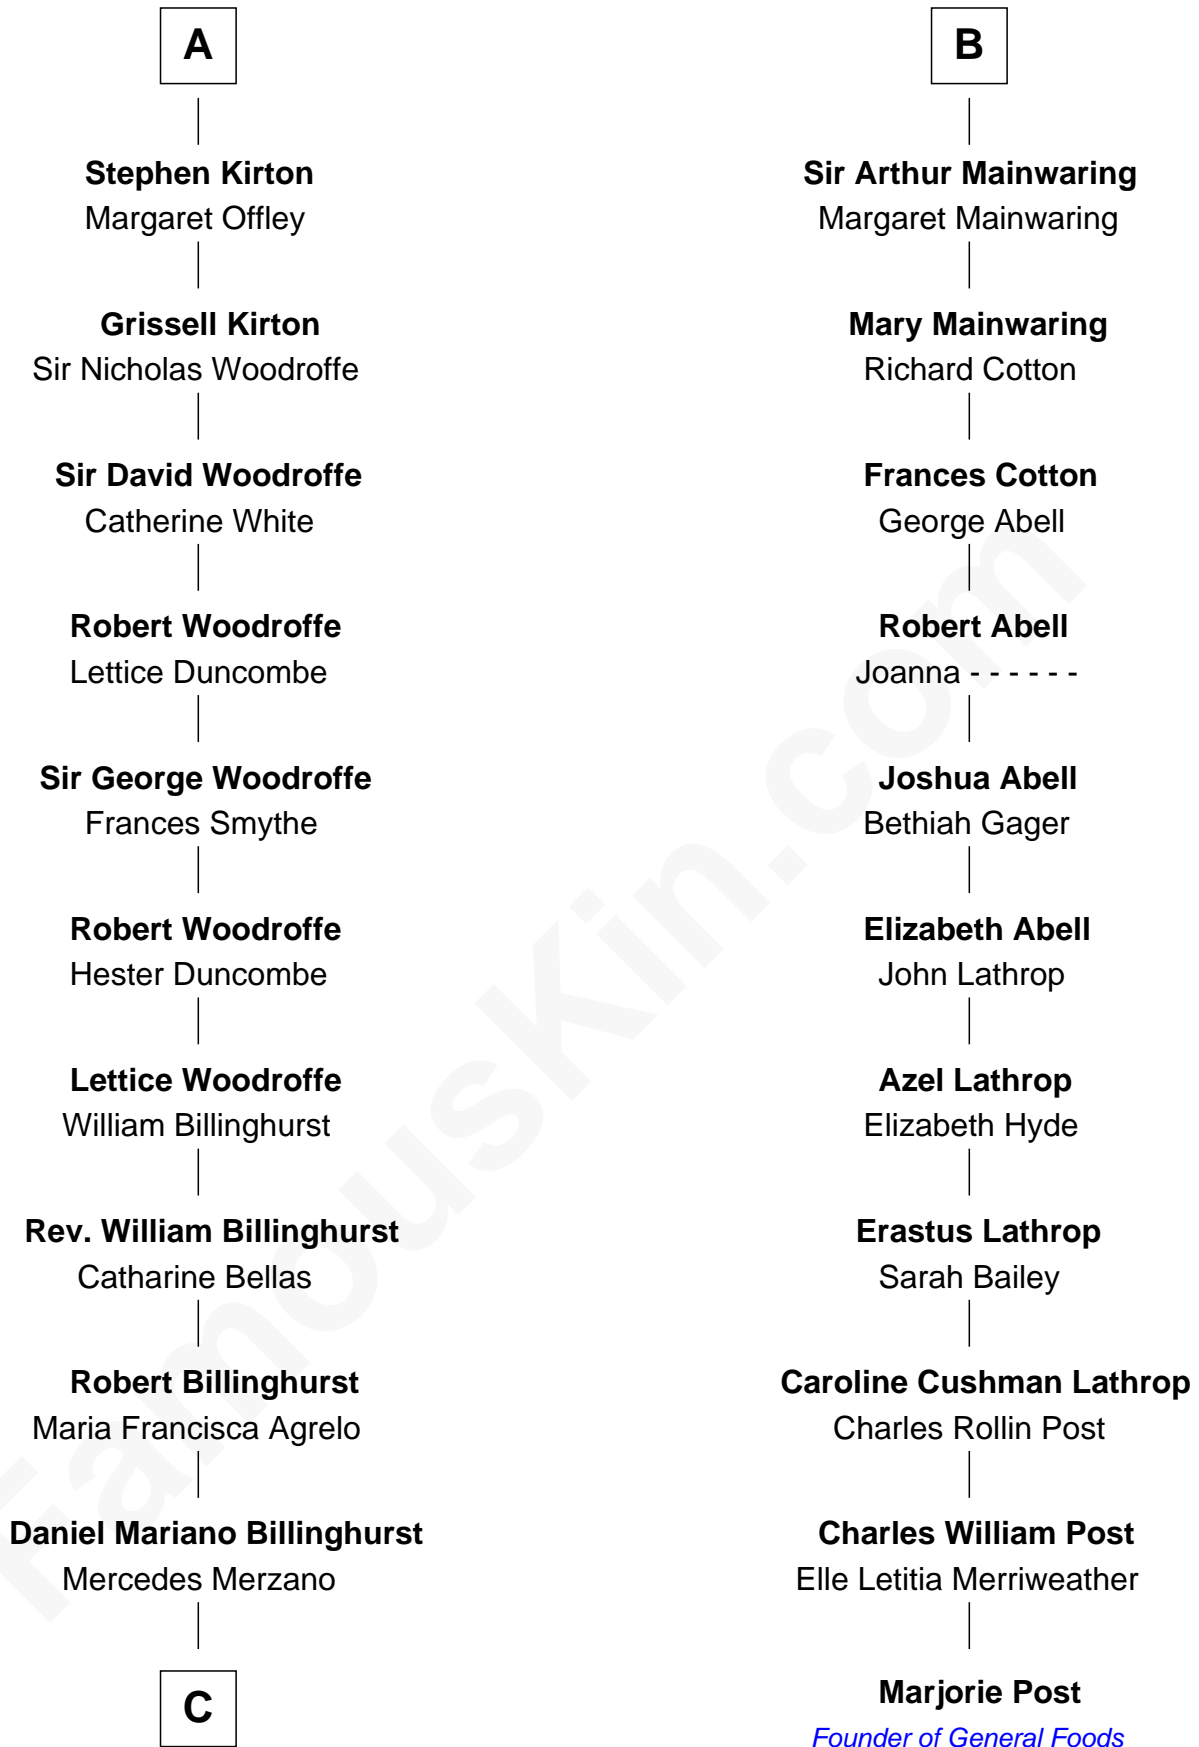 A
Stephen Kirton
Margaret Offley
Grissell Kirton
Sir Nicholas Woodroffe
Sir David Woodroffe
Catherine White
Robert Woodroffe
Lettice Duncombe
Sir George Woodroffe
Frances Smythe
Robert Woodroffe
Hester Duncombe
Lettice Woodroffe
William Billinghurst
Rev. William Billinghurst
Catharine Bellas
Robert Billinghurst
Maria Francisca Agrelo
Daniel Mariano Billinghurst
Mercedes Merzano
C
B
Sir Arthur Mainwaring
Margaret Mainwaring
Mary Mainwaring
Richard Cotton
Frances Cotton
George Abell
Robert Abell
Joanna - - - - - -
Joshua Abell
Bethiah Gager
Elizabeth Abell
John Lathrop
Azel Lathrop
Elizabeth Hyde
Erastus Lathrop
Sarah Bailey
Caroline Cushman Lathrop
Charles Rollin Post
Charles William Post
Elle Letitia Merriweather
Marjorie Post
Founder of General Foods
FamousKin.com